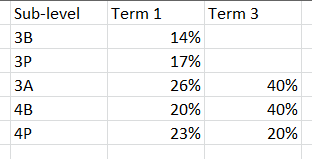 Sub-level Term 1 Term 3
3B 14%
3P 17%
3A 26% 40%
4B 20% 40%
4P 23% 20%